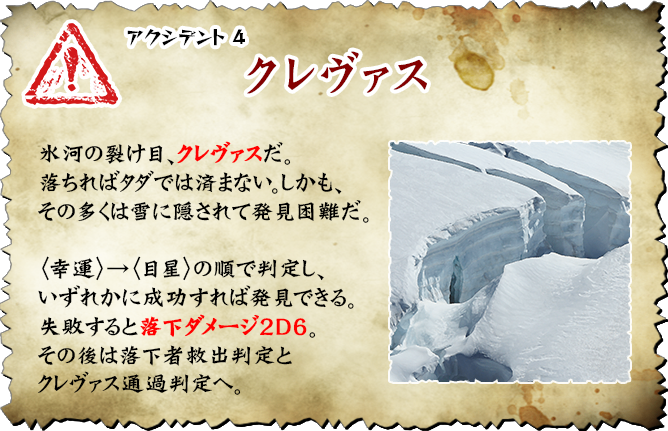 アクシデント 4
クレヴァス
氷河の裂け目、クレヴァスだ。
落ちればタダでは済まない。しかも、
その多くは雪に隠されて発見困難だ。
〈幸運〉→〈目星〉の順で判定し、
いずれかに成功すれば発見できる。
失敗すると落下ダメージ2D6。
その後は落下者救出判定と
クレヴァス通過判定へ。